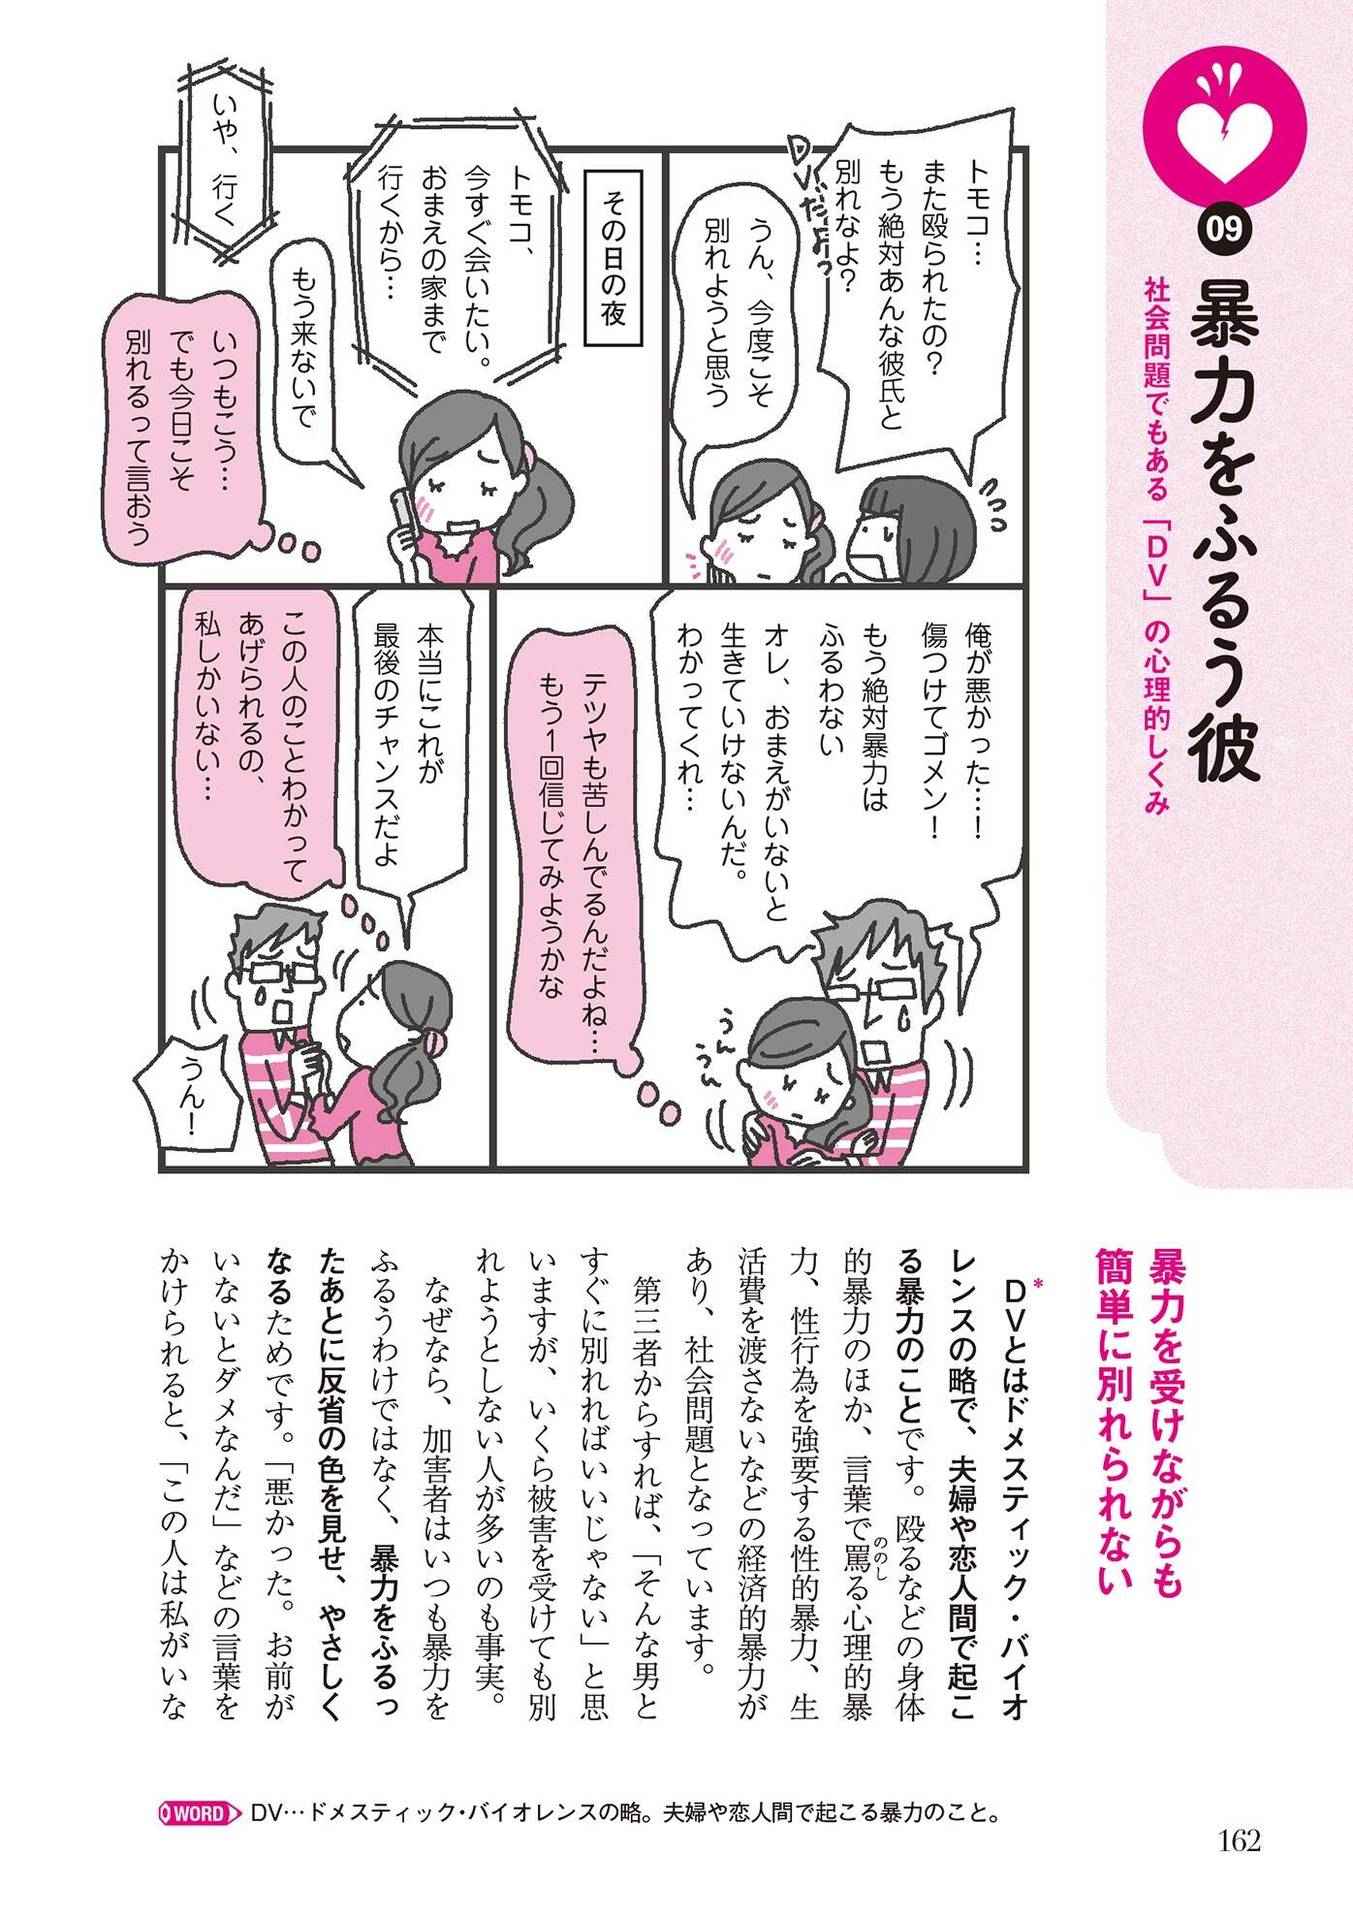 09
暴力をふるう彼
社会問題でもある「DV」の心理的しくみ
トモコ…
また殴られたの?
もう絶対あんな彼氏と
別れなよ?
DVだよっ
うん、今度こそ
別れようと思う
その日の夜
トモコ、
今すぐ会いたい。
おまえの家まで
行くから…
もう来ないで
いや、行く
いつもこう…
でも今日こそ
別れるって言おう
俺が悪かった…!
傷つけてゴメン!
もう絶対暴力は
ふるわない
オレ、おまえがいないと
生きていけないんだ。
わかってくれ…
テツヤも苦しんでるんだよね…
もう1回信じてみようかな
うん
うん
うん
本当にこれが
最後のチャンスだよ
この人のことわかって
あげられるの、
私しかいない…
うん!
暴力を受けながらも
簡単に別れられない
DV*とはドメスティック・バイオ
レンスの略で、夫婦や恋人間で起こ
る暴力のことです。殴るなどの身体
的暴力のほか、言葉で罵る心理的暴
ののし
力、性行為を強要する性的暴力、生
活費を渡さないなどの経済的暴力が
あり、社会問題となっています。
第三者からすれば、「そんな男と
すぐに別れればいいじゃない」と思
いますが、いくら被害を受けても別
れようとしない人が多いのも事実。
なぜなら、加害者はいつも暴力を
ふるうわけではなく、暴力をふるっ
たあとに反省の色を見せ、やさしく
なるためです。「悪かった。お前が
いないとダメなんだ」などの言葉を
かけられると、「この人は私がいな
WORD DV…ドメスティック・バイオレンスの略。夫婦や恋人間で起こる暴力のこと。
162